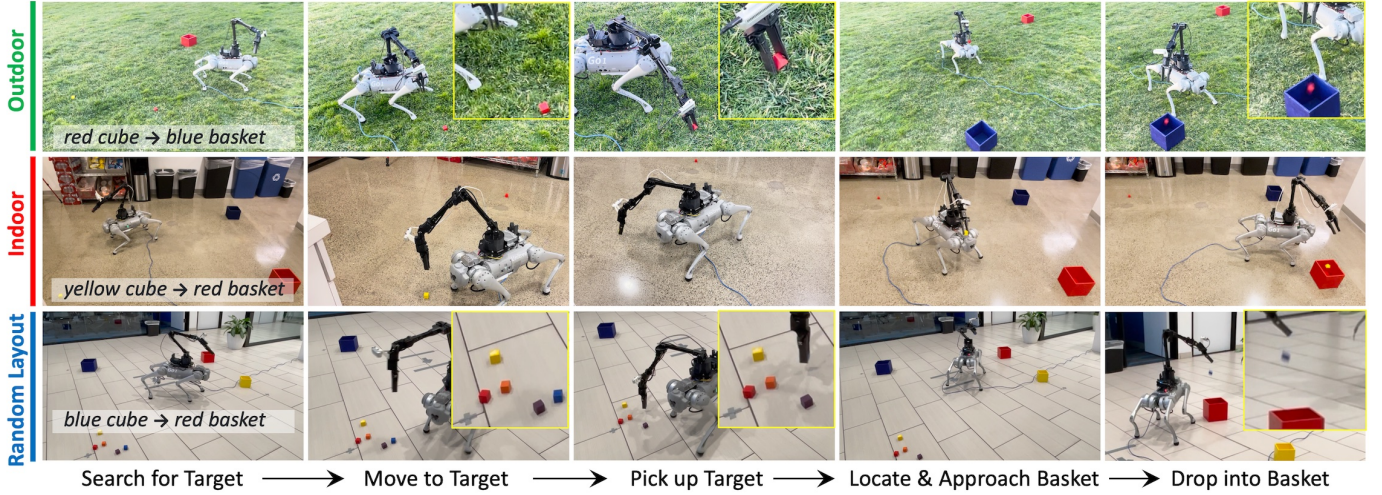 Outdoor
red cube → blue basket
Go1
Indoor
yellow cube → red basket
Random Layout
blue cube → red basket
Search for Target → Move to Target → Pick up Target → Locate & Approach Basket → Drop into Basket